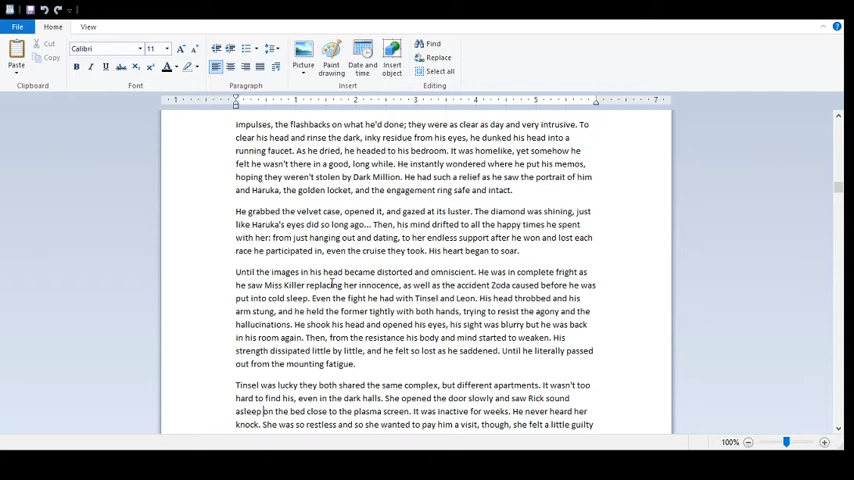 File Home View
Cut
Copy
Paste
Clipboard
Calibri 11
B I U abc X₂ X² A
Font
Paragraph
Picture
Paint drawing
Date and time
Insert object
Insert
Find
Replace
Select all
Editing
1 1 2 3 4 5 6 7
impulses, the flashbacks on what he'd done; they were as clear as day and very intrusive. To
clear his head and rinse the dark, inky residue from his eyes, he dunked his head into a
running faucet. As he dried, he headed to his bedroom. It was homelike, yet somehow he
felt he wasn't there in a good, long while. He instantly wondered where he put his memos,
hoping they weren't stolen by Dark Million. He had such a relief as he saw the portrait of him
and Haruka, the golden locket, and the engagement ring safe and intact.
He grabbed the velvet case, opened it, and gazed at its luster. The diamond was shining, just
like Haruka's eyes did so long ago... Then, his mind drifted to all the happy times he spent
with her: from just hanging out and dating, to her endless support after he won and lost each
race he participated in, even the cruise they took. His heart began to soar.
Until the images in his head became distorted and omniscient. He was in complete fright as
he saw Miss Killer replacing her innocence, as well as the accident Zoda caused before he was
put into cold sleep. Even the fight he had with Tinsel and Leon. His head throbbed and his
arm stung, and he held the former tightly with both hands, trying to resist the agony and the
hallucinations. He shook his head and opened his eyes, his sight was blurry but he was back
in his room again. Then, from the resistance his body and mind started to weaken. His
strength dissipated little by little, and he felt so lost as he saddened. Until he literally passed
out from the mounting fatigue.
Tinsel was lucky they both shared the same complex, but different apartments. It wasn't too
hard to find his, even in the dark halls. She opened the door slowly and saw Rick sound
asleep on the bed close to the plasma screen. It was inactive for weeks. He never heard her
knock. She was so restless and so she wanted to pay him a visit, though, she felt a little guilty
100%